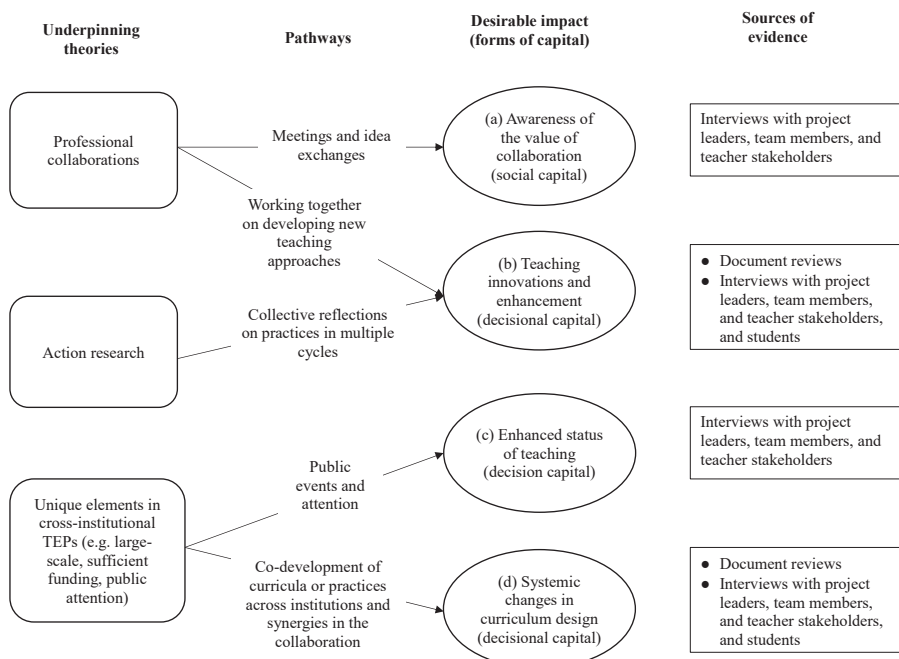 Underpinning
theories
Pathways
Desirable impact
(forms of capital)
Sources of
evidence
Professional
collaborations
Meetings and idea
exchanges
(a) Awareness of
the value of
collaboration
(social capital)
Interviews with project
leaders, team members, and
teacher stakeholders
Working together
on developing new
teaching
approaches
(b) Teaching
innovations and
enhancement
(decisional capital)
● Document reviews
● Interviews with project
leaders, team members,
and teacher stakeholders,
and students
Action research
Collective reflections
on practices in multiple
cycles
(c) Enhanced status
of teaching
(decision capital)
Interviews with project
leaders, team members, and
teacher stakeholders
Unique elements in
cross-institutional
TEPs (e.g. large-
scale, sufficient
funding, public
attention)
Public
events and
attention
Co-development of
curricula or practices
across institutions and
synergies in the
collaboration
(d) Systemic
changes in
curriculum design
(decisional capital)
● Document reviews
● Interviews with project
leaders, team members,
and teacher stakeholders,
and students